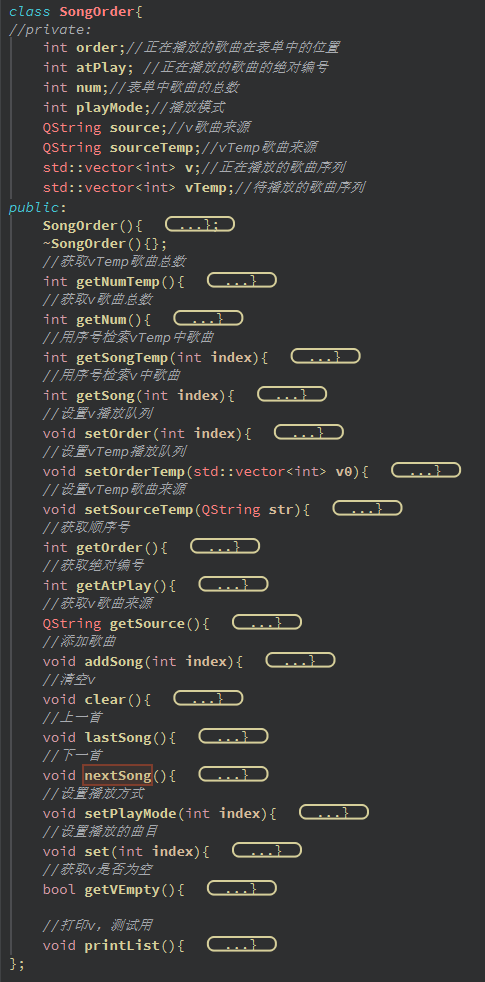 class SongOrder{
//private:
int order;//正在播放的歌曲在表单中的位置
int atPlay; //正在播放的歌曲的绝对编号
int num;//表单中歌曲的总数
int playMode;//播放模式
QString source;//v歌曲来源
QString sourceTemp;//vTemp歌曲来源
std::vector<int> v;//正在播放的歌曲序列
std::vector<int> vTemp;//待播放的歌曲序列
public:
SongOrder(){ ...};
~SongOrder(){};
//获取vTemp歌曲总数
int getNumTemp(){ ...}
//获取v歌曲总数
int getNum(){ ...}
//用序号检索vTemp中歌曲
int getSongTemp(int index){ ...}
//用序号检索v中歌曲
int getSong(int index){ ...}
//设置v播放队列
void setOrder(int index){ ...}
//设置vTemp播放队列
void setOrderTemp(std::vector<int> v0){ ...}
//设置vTemp歌曲来源
void setSourceTemp(QString str){ ...}
//获取顺序号
int getOrder(){ ...}
//获取绝对编号
int getAtPlay(){ ...}
//获取v歌曲来源
QString getSource(){ ...}
//添加歌曲
void addSong(int index){ ...}
//清空v
void clear(){ ...}
//上一首
void lastSong(){ ...}
//下一首
void nextSong(){ ...}
//设置播放方式
void setPlayMode(int index){ ...}
//设置播放的曲目
void set(int index){ ...}
//获取v是否为空
bool getVEmpty(){ ...}
//打印v，测试用
void printList(){ ...}
};